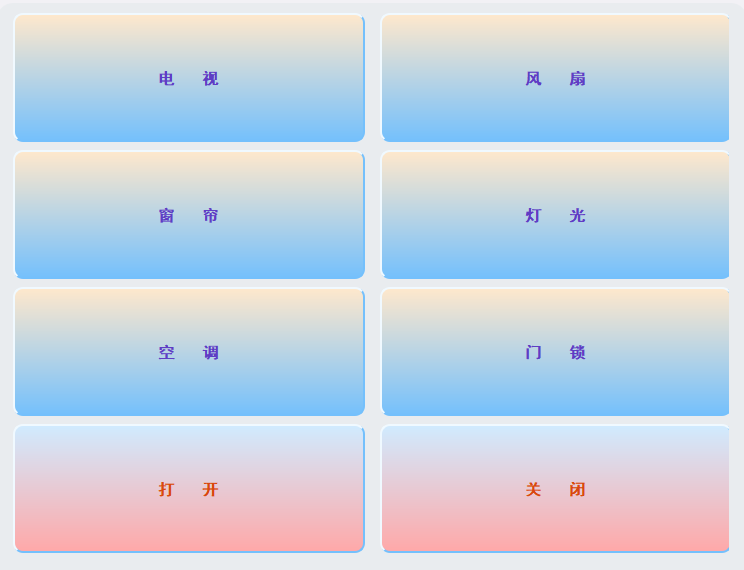 电 视
风 扇
窗 帘
灯 光
空 调
门 锁
打 开
关 闭